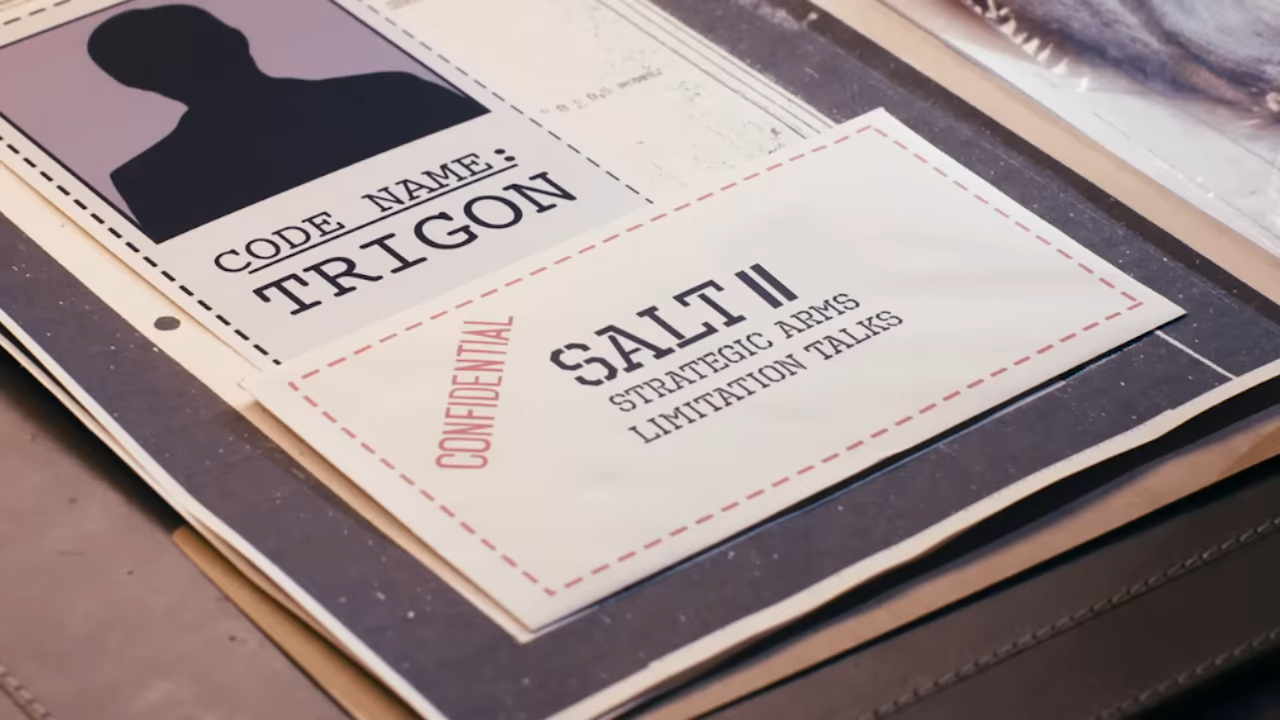 CODE NAME:
TRIGON
CONFIDENTIAL
SALT II
STRATEGIC ARMS
LIMITATION TALKS